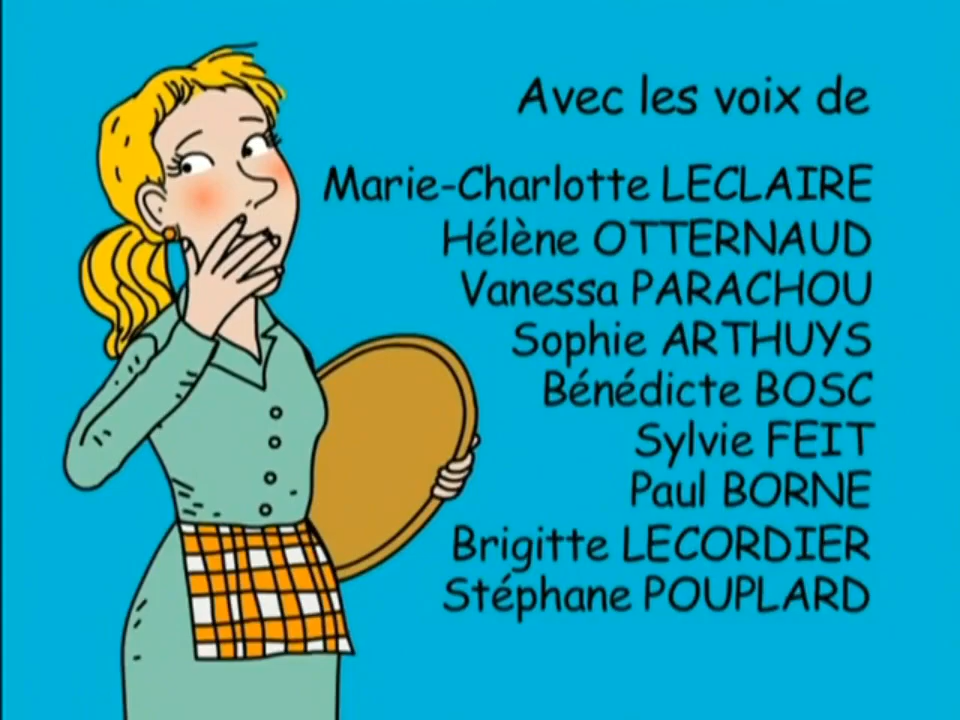 Avec les voix de
Marie-Charlotte LECLAIRE
Hélène OTTERNAUD
Vanessa PARACHOU
Sophie ARTHUYS
Bénédicte BOSC
Sylvie FEIT
Paul BORNE
Brigitte LECORDIER
Stéphane POUPLARD